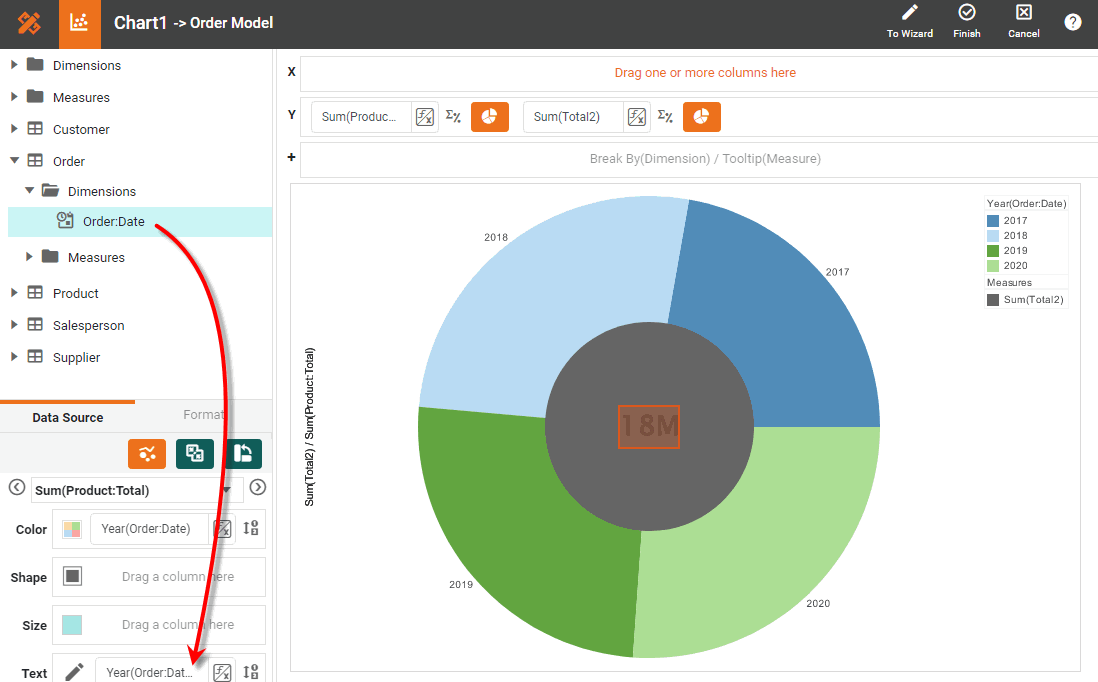 Chart1 -> Order Model
To Wizard
Finish
Cancel
?
Dimensions
Measures
Customer
Order
Dimensions
Order:Date
Measures
Product
Salesperson
Supplier
Data Source
Format
Sum(Product:Total)
Color
Year(Order:Date)
Shape
Drag a column here
Size
Drag a column here
Text
Year(Order:Dat...
X
Drag one or more columns here
Y
Sum(Produc...
Sum(Total2)
+
Break By(Dimension) / Tooltip(Measure)
Sum(Total2) / Sum(Product:Total)
2018
2017
18M
2019
2020
Year(Order:Date)
2017
2018
2019
2020
Measures
Sum(Total2)